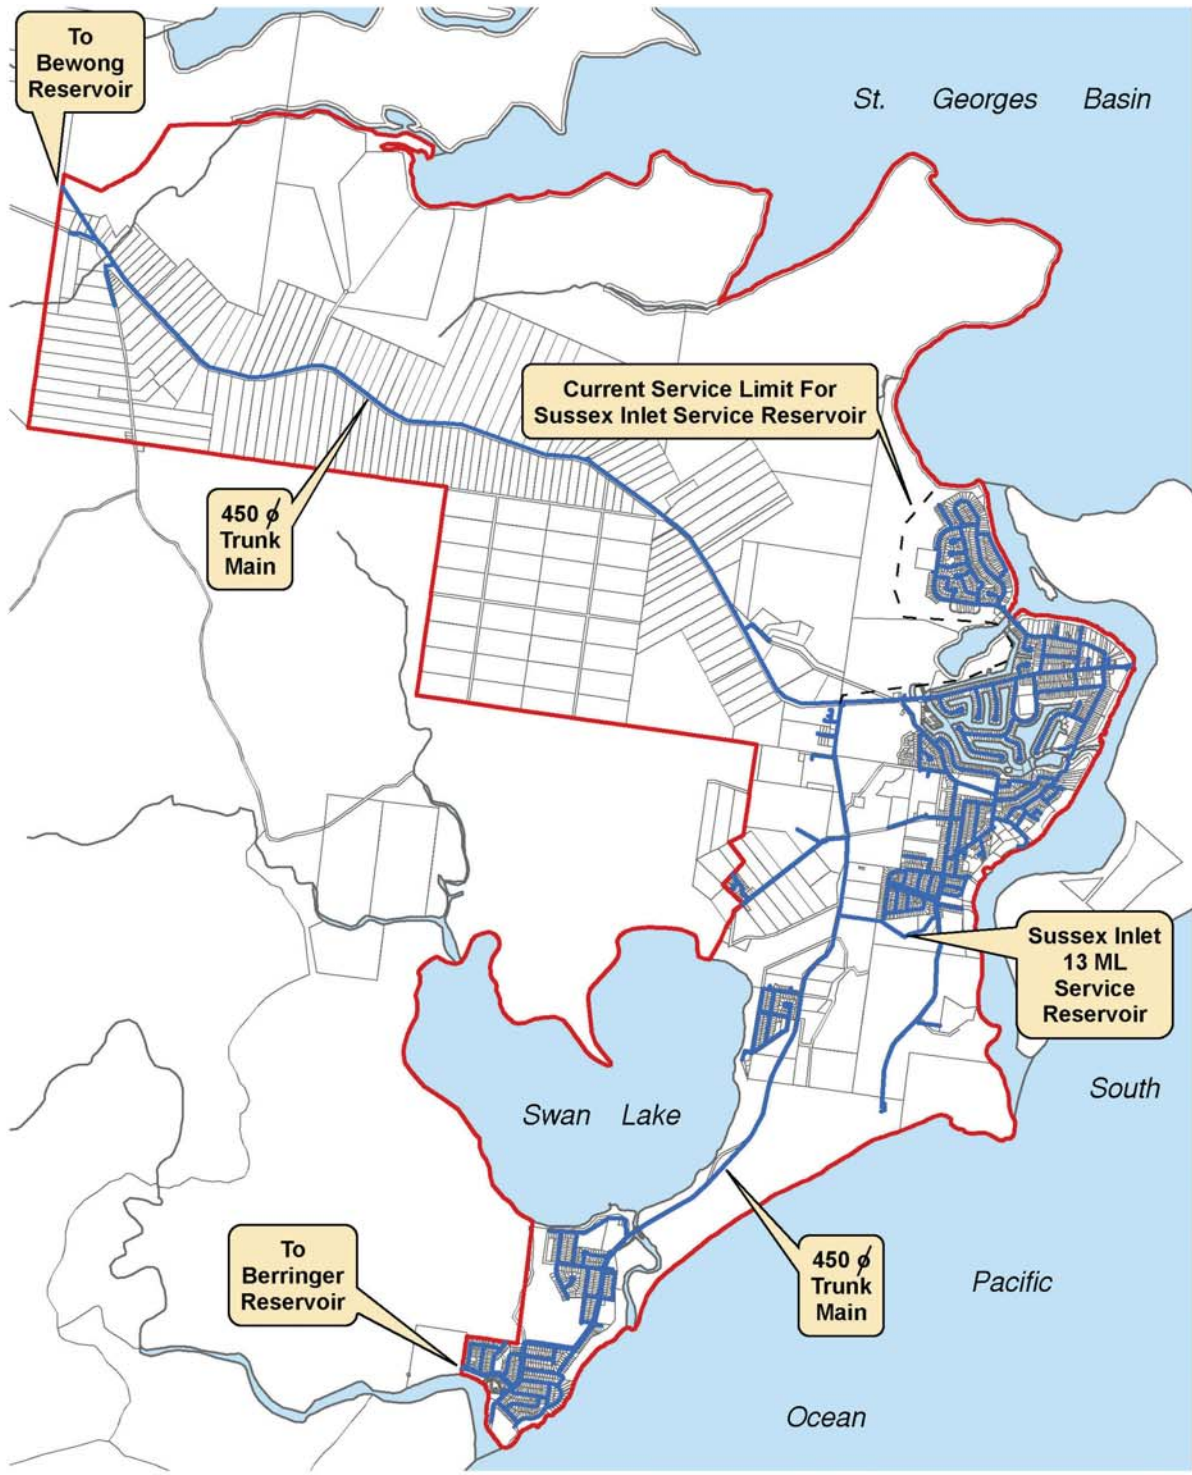 To
Bewong
Reservoir
St. Georges Basin
Current Service Limit For
Sussex Inlet Service Reservoir
450 ϕ
Trunk
Main
Sussex Inlet
13 ML
Service
Reservoir
South
Swan Lake
To
Berringer
Reservoir
450 ϕ
Trunk
Main
Pacific
Ocean